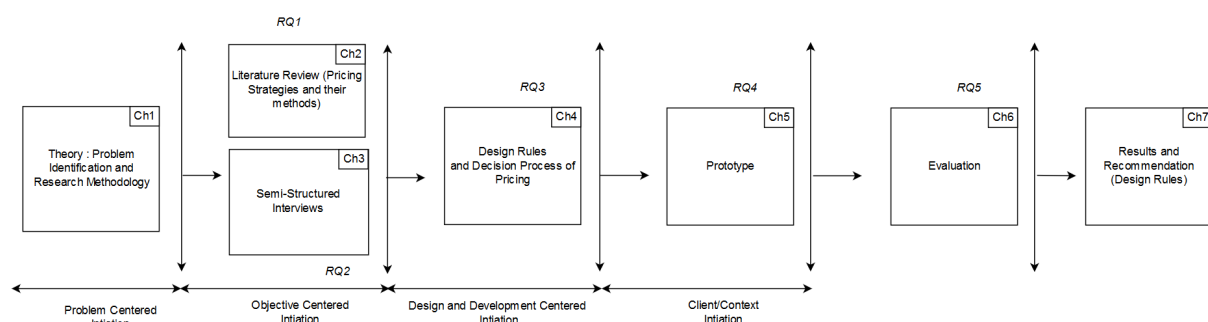 RQ1
Ch1
Theory : Problem
Identification and
Research Methodology
Ch2
Literature Review (Pricing
Strategies and their
methods)
Ch3
Semi-Structured
Interviews
RQ2
RQ3
Ch4
Design Rules
and Decision Process of
Pricing
RQ4
Ch5
Prototype
RQ5
Ch6
Evaluation
Ch7
Results and
Recommendation
(Design Rules)
Problem Centered
Intiation
Objective Centered
Intiation
Design and Development Centered
Intiation
Client/Context
Intiation